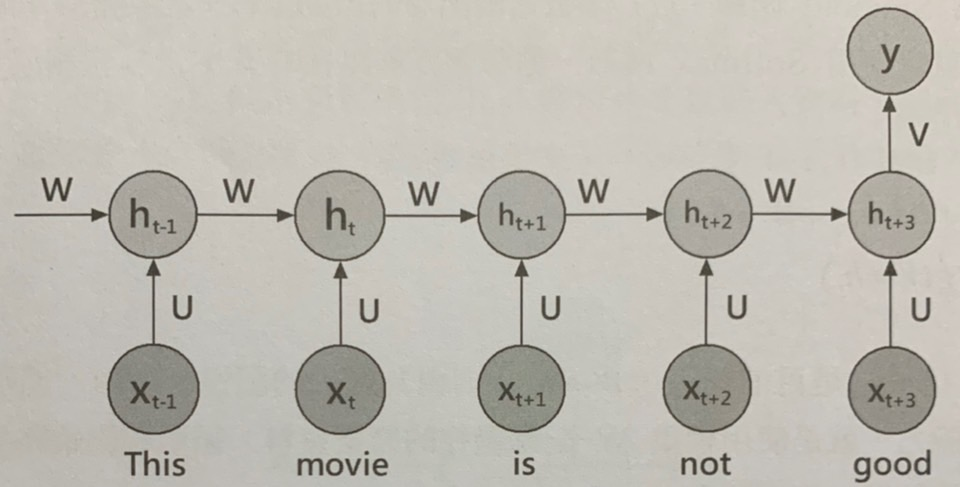 y
V
W W W W W
h_{t-1} h_t h_{t+1} h_{t+2} h_{t+3}
U U U U U
x_{t-1} x_t x_{t+1} x_{t+2} x_{t+3}
This movie is not good